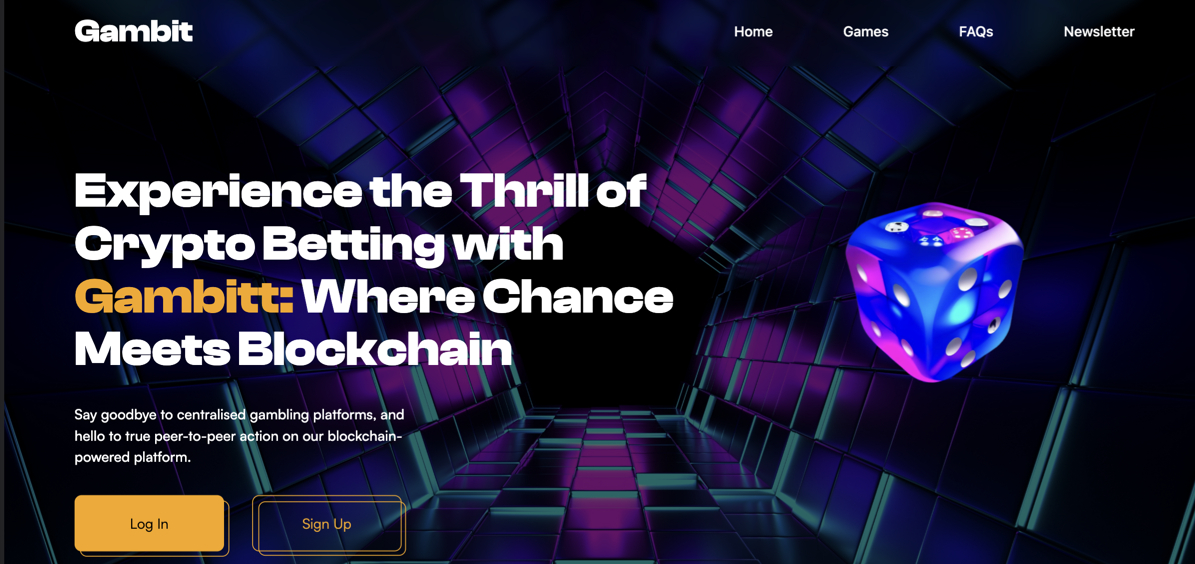 Gambit
Home Games FAQs Newsletter
Experience the Thrill of
Crypto Betting with
Gambitt: Where Chance
Meets Blockchain
Say goodbye to centralised gambling platforms, and
hello to true peer-to-peer action on our blockchain-
powered platform.
Log In Sign Up